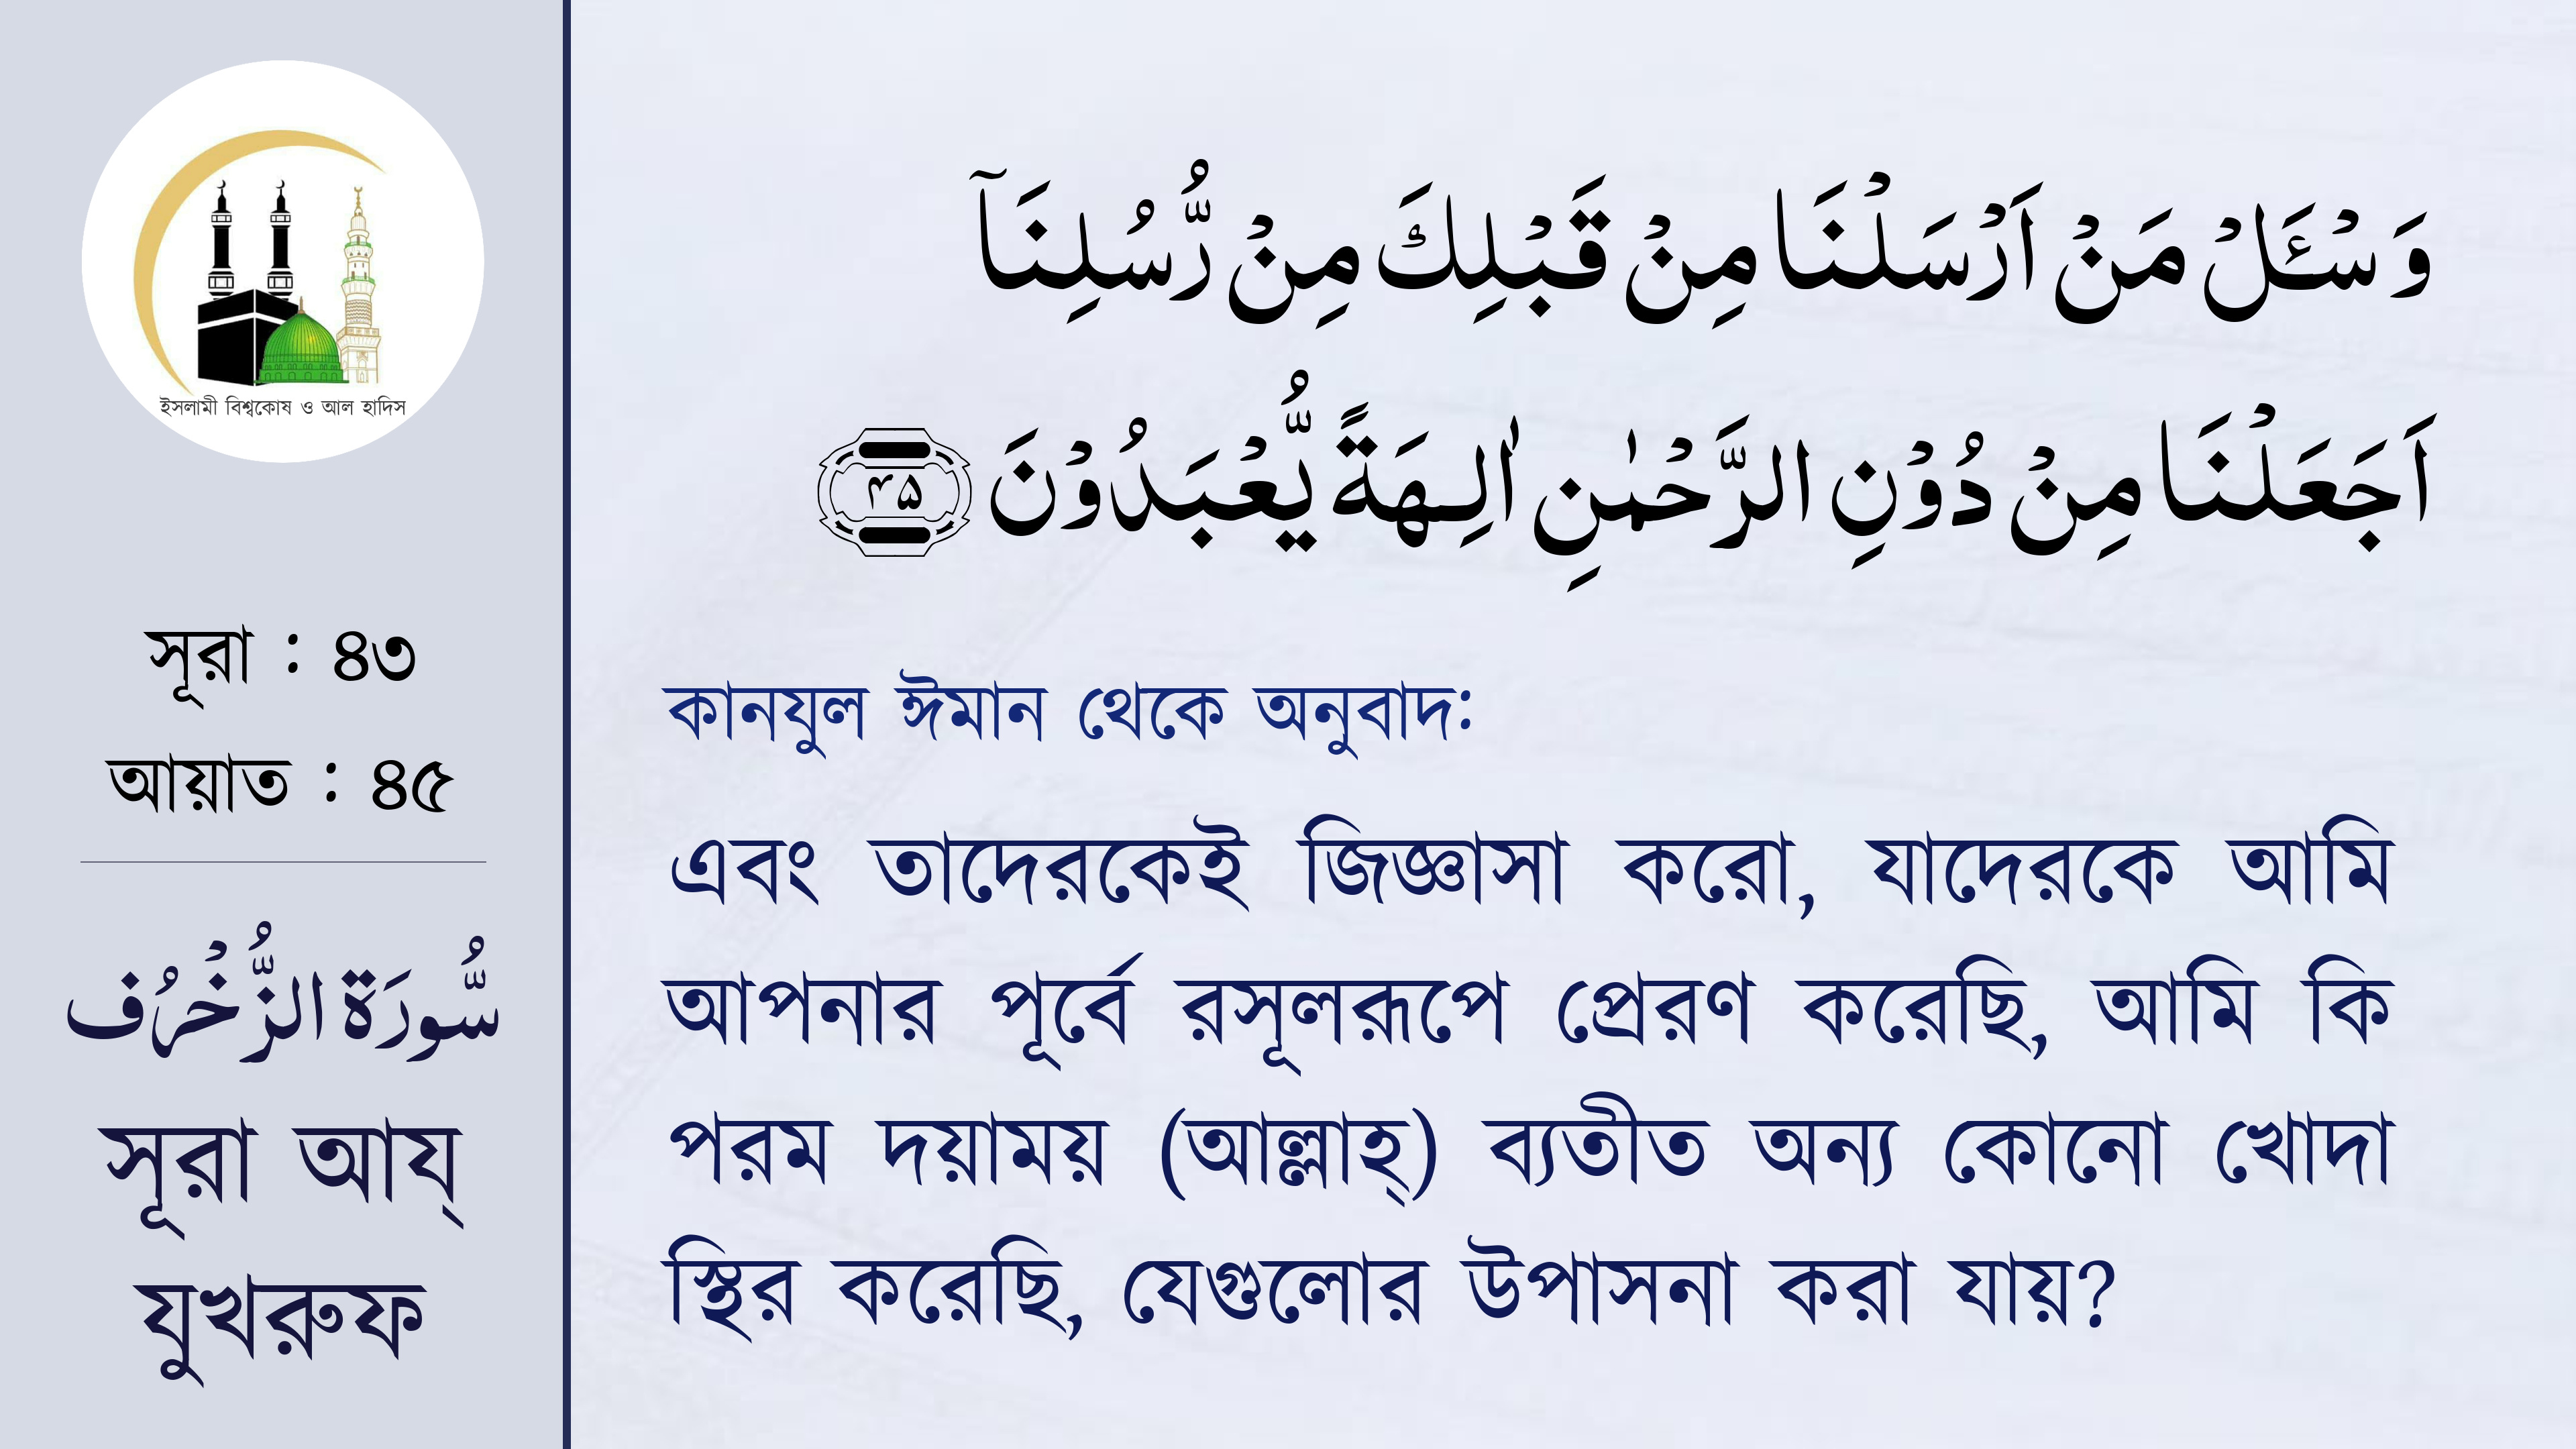 ইসলামী বিশ্বকোষ ও আল হাদিস
সূরা : ৪৩
আয়াত : ৪৫
سُّورَة الزُّخْرُف
সূরা আয্
যুখরুফ
وَسْـَٔلْ مَنْ اَرْسَلْنَا مِنْ قَبْلِكَ مِنْ رُّسُلِنَاۤ
اَجَعَلْنَا مِنْ دُوْنِ الرَّحْمٰنِ اٰلِـهَةً يُّعْبَدُوْنَ ۴۵
কানযুল ঈমান থেকে অনুবাদ:
এবং তাদেরকেই জিজ্ঞাসা করো, যাদেরকে আমি
আপনার পূর্বে রসূলরূপে প্রেরণ করেছি, আমি কি
পরম দয়াময় (আল্লাহ্) ব্যতীত অন্য কোনো খোদা
স্থির করেছি, যেগুলোর উপাসনা করা যায়?